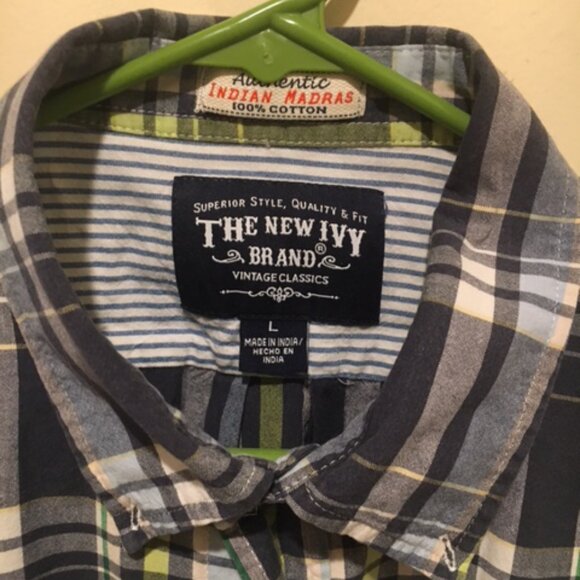 Authentic
INDIAN MADRAS
100% COTTON
SUPERIOR STYLE, QUALITY & FIT
THE NEW IVY
BRAND®
VINTAGE CLASSICS
L
MADE IN INDIA/
HECHO EN
INDIA